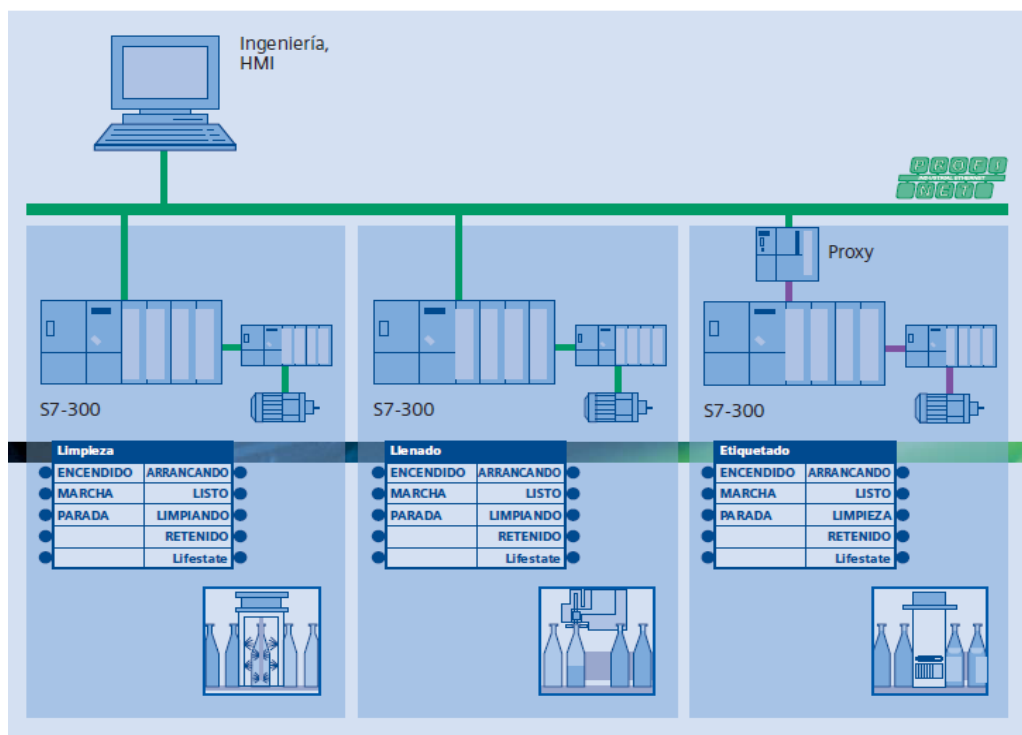 Ingeniería,
HMI
PROFI
INDUSTRIAL ETHERNET
NET
Proxy
S7-300
S7-300
S7-300
Limpieza
ENCENDIDO ARRANCANDO
MARCHA LISTO
PARADA LIMPIANDO
RETENIDO
Lifestate
Llenado
ENCENDIDO ARRANCANDO
MARCHA LISTO
PARADA LIMPIANDO
RETENIDO
Lifestate
Etiquetado
ENCENDIDO ARRANCANDO
MARCHA LISTO
PARADA LIMPIEZA
RETENIDO
Lifestate